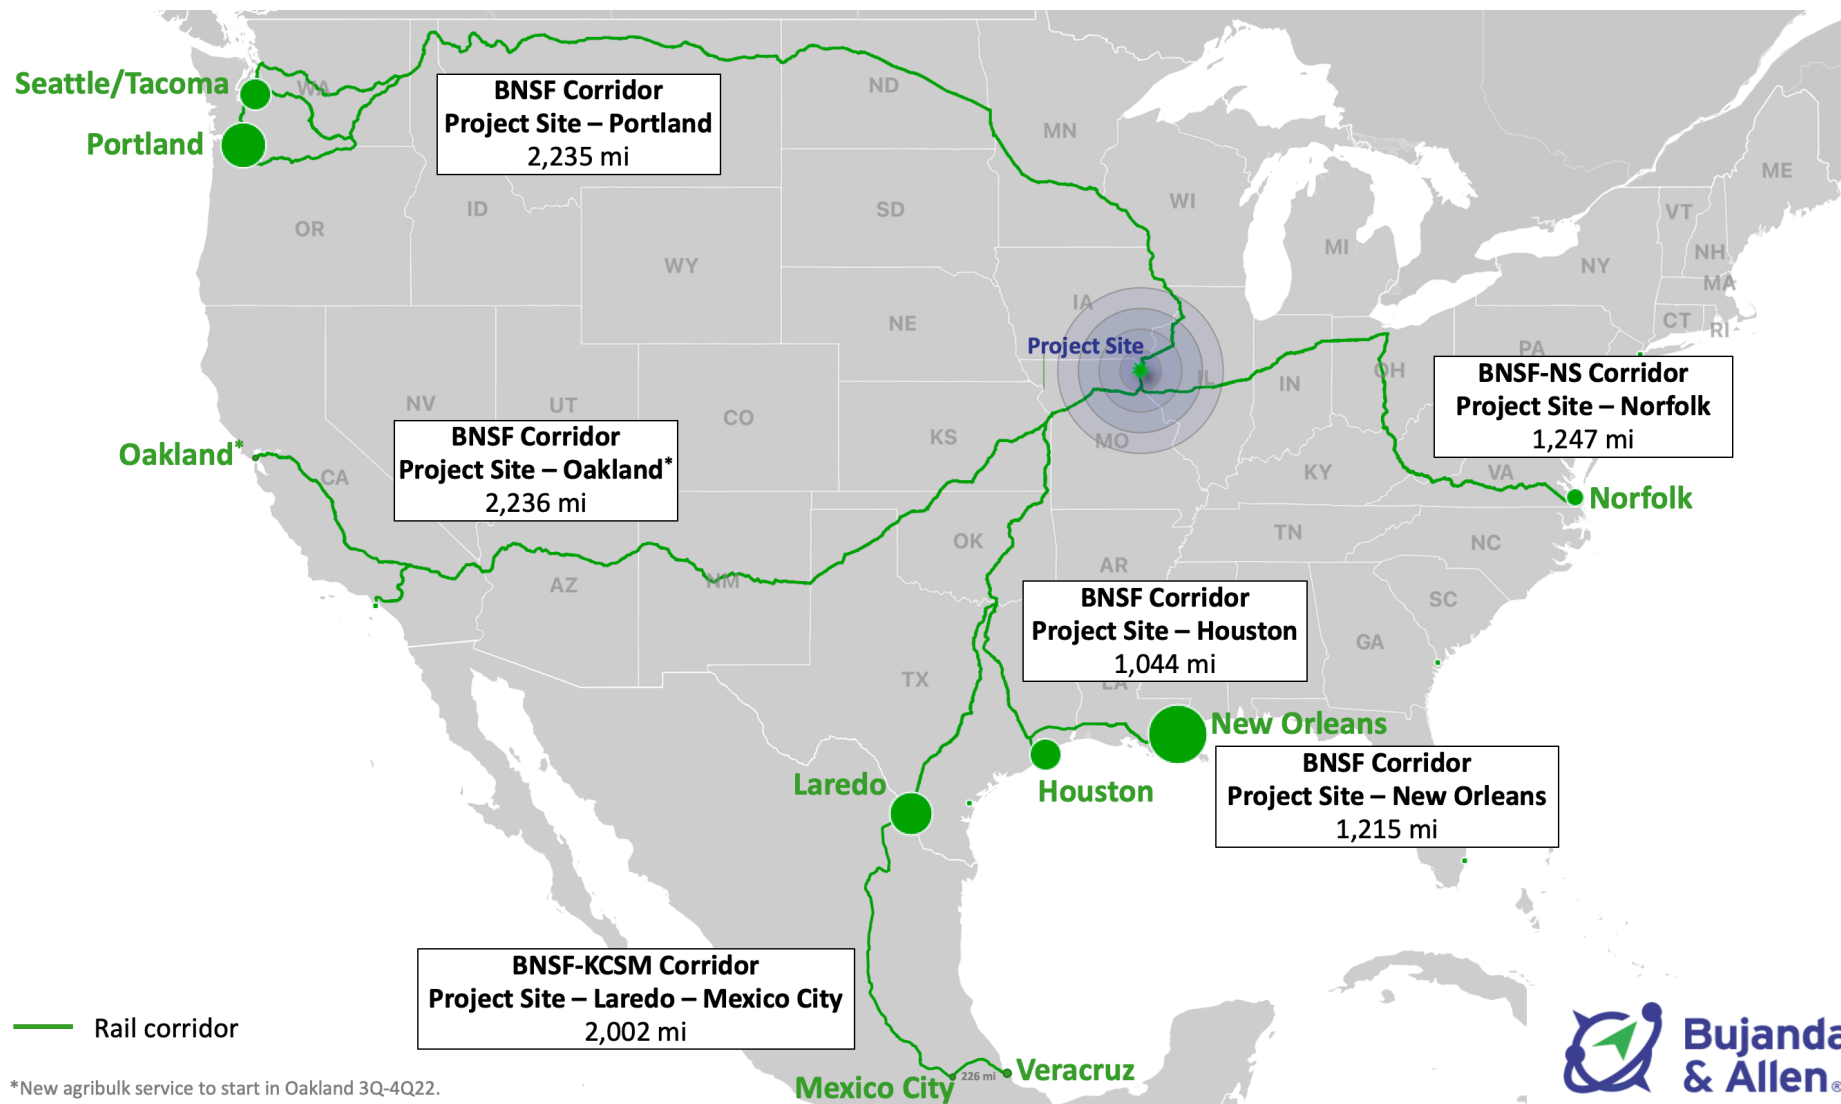 Seattle/Tacoma
Portland
BNSF Corridor
Project Site – Portland
2,235 mi
WA
OR
ID
WY
ND
SD
NE
MN
WI
MI
IA
Project Site
IL
IN
OH
PA
NY
VT
NH
MA
CT
RI
ME
BNSF-NS Corridor
Project Site – Norfolk
1,247 mi
Norfolk
NV
UT
CO
KS
MO
KY
VA
Oakland*
CA
BNSF Corridor
Project Site – Oakland*
2,236 mi
AZ
NM
OK
AR
TN
NC
SC
GA
BNSF Corridor
Project Site – Houston
1,044 mi
TX
LA
New Orleans
BNSF Corridor
Project Site – New Orleans
1,215 mi
Houston
Laredo
BNSF-KCSM Corridor
Project Site – Laredo – Mexico City
2,002 mi
Mexico City
226 mi
Veracruz
Rail corridor
*New agribulk service to start in Oakland 3Q-4Q22.
Bujanda
& Allen®